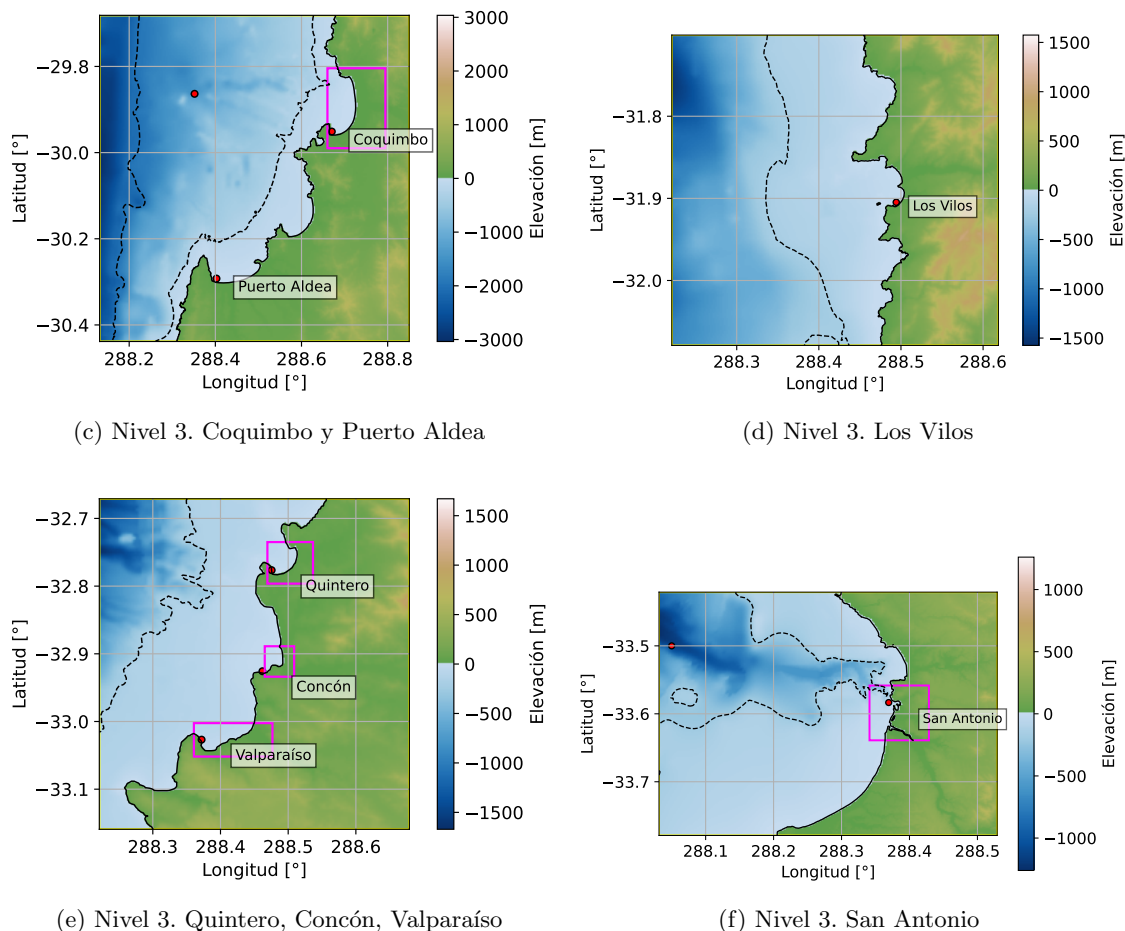 −29.8
−30.0
−30.2
−30.4
Latitud [°]
288.2
288.4
288.6
288.8
Longitud [°]
Coquimbo
Puerto Aldea
3000
2000
1000
0
−1000
−2000
−3000
Elevación [m]
(c) Nivel 3. Coquimbo y Puerto Aldea
−31.8
−31.9
−32.0
Latitud [°]
288.3
288.4
288.5
288.6
Longitud [°]
Los Vilos
1500
1000
500
0
−500
−1000
−1500
Elevación [m]
(d) Nivel 3. Los Vilos
−32.7
−32.8
−32.9
−33.0
−33.1
Latitud [°]
288.3
288.4
288.5
288.6
Longitud [°]
Quintero
Concón
Valparaíso
1500
1000
500
0
−500
−1000
−1500
Elevación [m]
(e) Nivel 3. Quintero, Concón, Valparaíso
−33.5
−33.6
−33.7
Latitud [°]
288.1
288.2
288.3
288.4
288.5
Longitud [°]
San Antonio
1000
500
0
−500
−1000
Elevación [m]
(f) Nivel 3. San Antonio